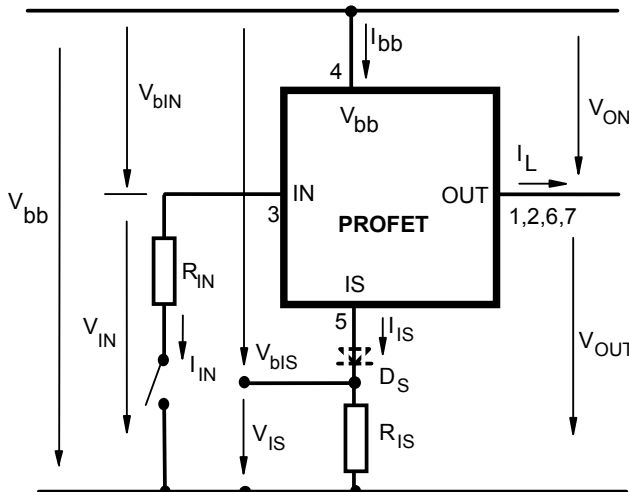 I bb
4
V bb
V bIN
V ON
V bb
I L
IN
OUT
3
PROFET
1,2,6,7
R IN
IS
V IN
5
I IS
I IN
V bIS
V OUT
D S
V IS
R IS